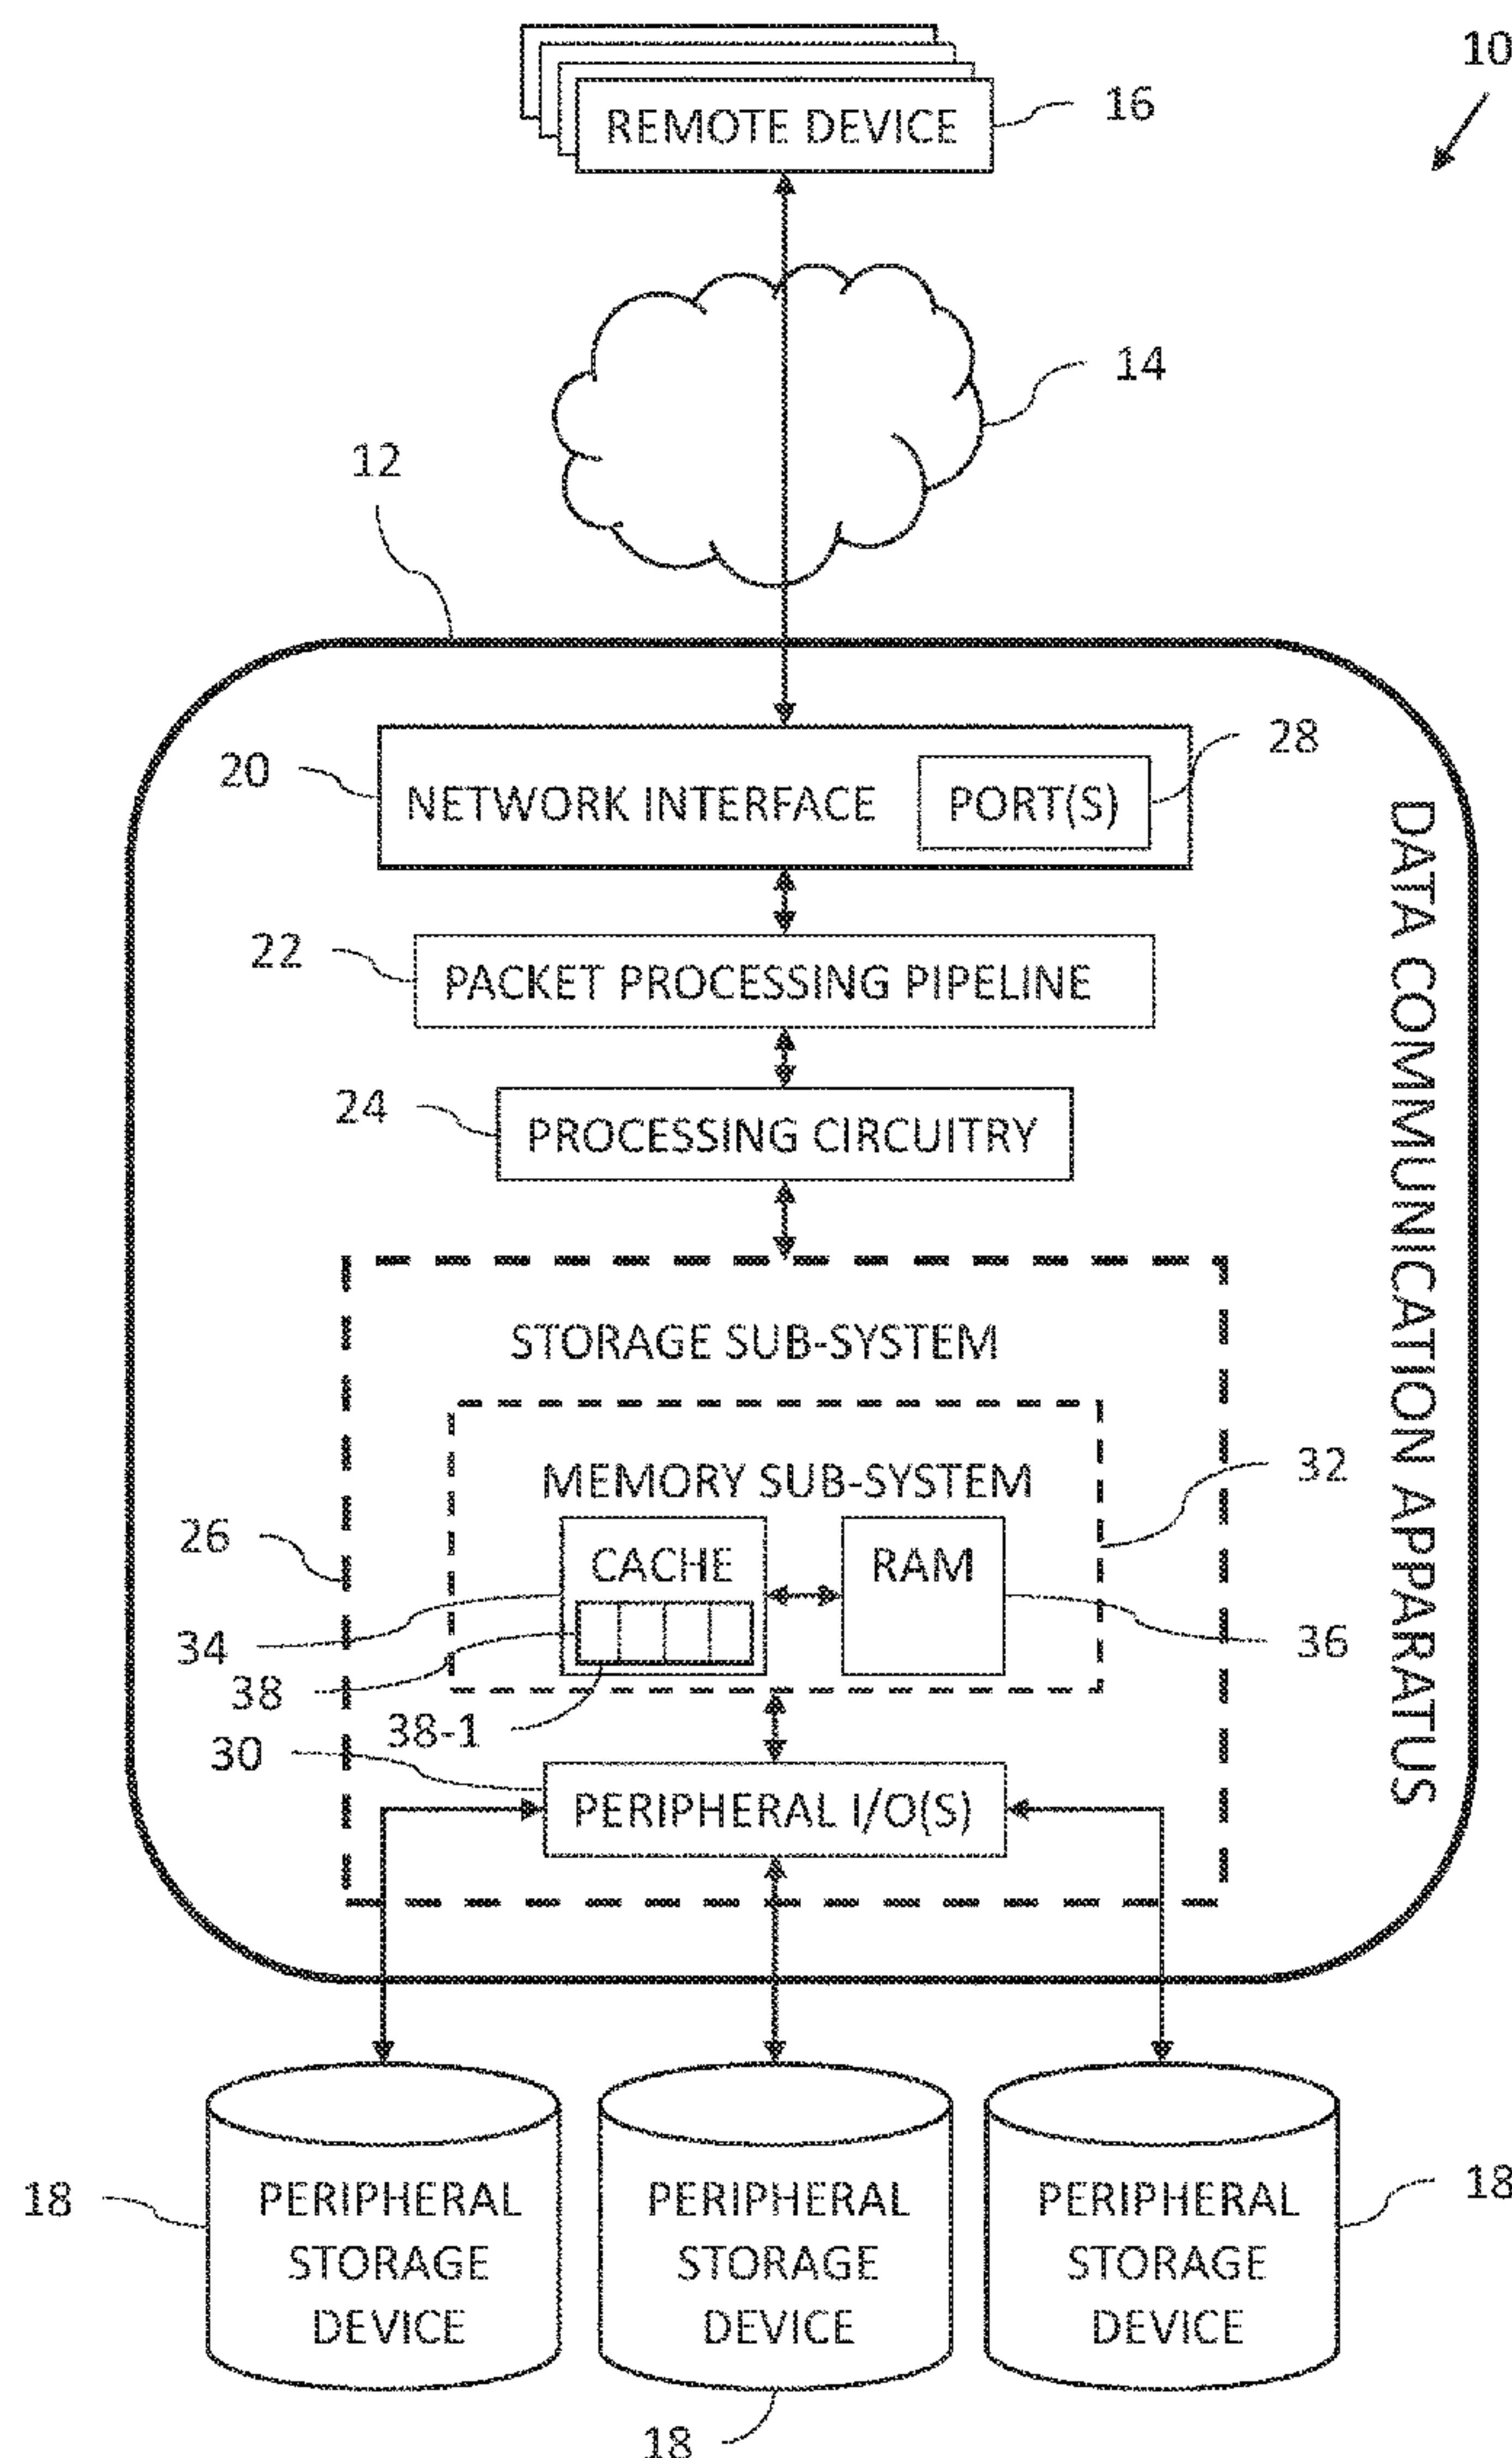 10
REMOTE DEVICE
16
14
12
20
NETWORK INTERFACE
PORT(S)
28
22
PACKET PROCESSING PIPELINE
24
PROCESSING CIRCUITRY
DATA COMMUNICATION APPARATUS
STORAGE SUB-SYSTEM
MEMORY SUB-SYSTEM
32
26
CACHE
RAM
34
36
38
38-1
30
PERIPHERAL I/O(S)
18
PERIPHERAL
STORAGE
DEVICE
PERIPHERAL
STORAGE
DEVICE
18
PERIPHERAL
STORAGE
DEVICE
18